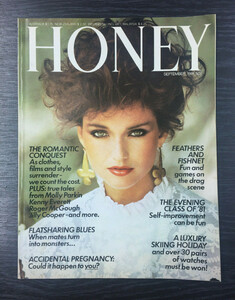 HONEY
SEPTEMBER
THE ROMANTIC
CONQUEST
As clothes,
films and style
surrender–
we count the cost.
PLUS: true tales
from Molly Parkin
Kenny Everett
Roger McGough
Jilly Cooper–and more.
FLATSHARING BLUES
When mates turn
into monsters...
ACCIDENTAL PREGNANCY:
Could it happen to you?
FEATHERS
AND
FISHNET
Fun and
games on
the drag
scene
THE EVENING
CLASS OF '81
Self-improvement
can be fun
A LUXURY
SKIING HOLIDAY
and over 30 pairs
of watches
must be won!